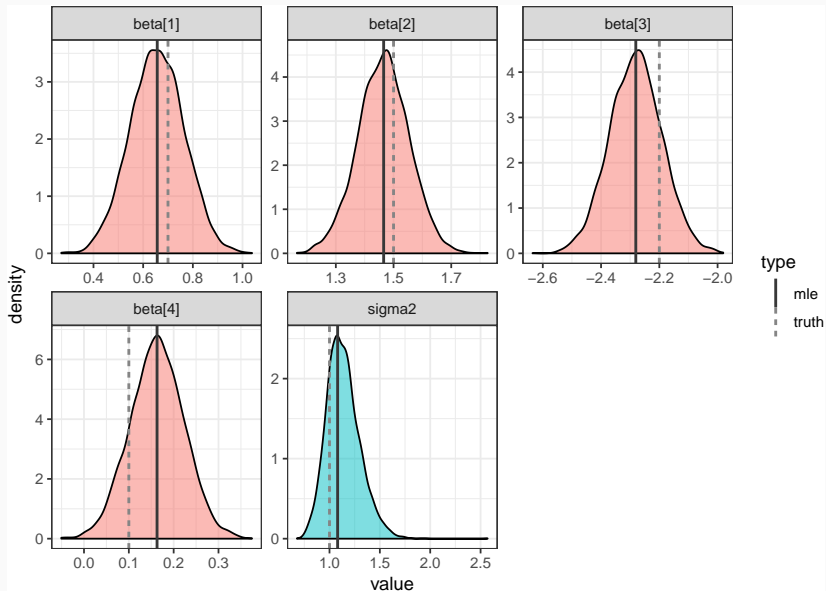 beta[1]
beta[2]
beta[3]
3
2
1
0
0.4 0.6 0.8 1.0
4
3
2
1
0
1.3 1.5 1.7
4
3
2
1
0
−2.6 −2.4 −2.2 −2.0
density
beta[4]
sigma2
6
4
2
0
0.0 0.1 0.2 0.3
2
1
0
1.0 1.5 2.0 2.5
value
type
mle
truth